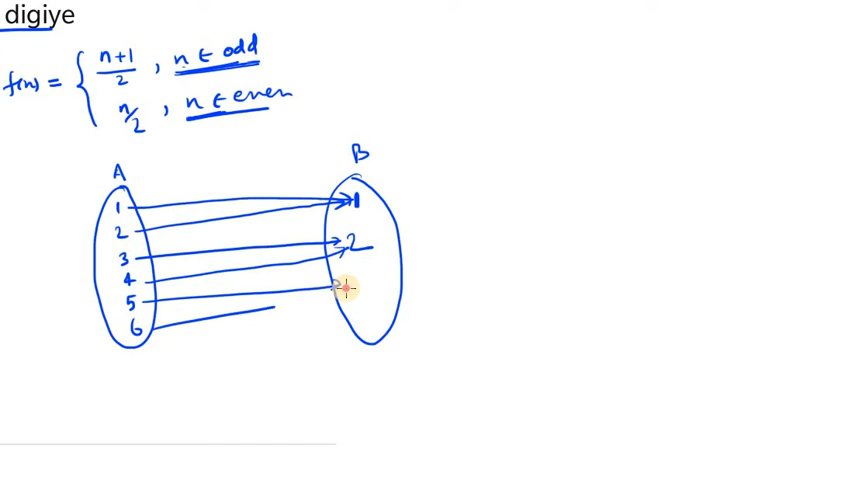 digiye
f(n) = { n+1/2 , n ∈ odd
n/2 , n ∈ even
A B
1 1
2
3 2
4
5
6